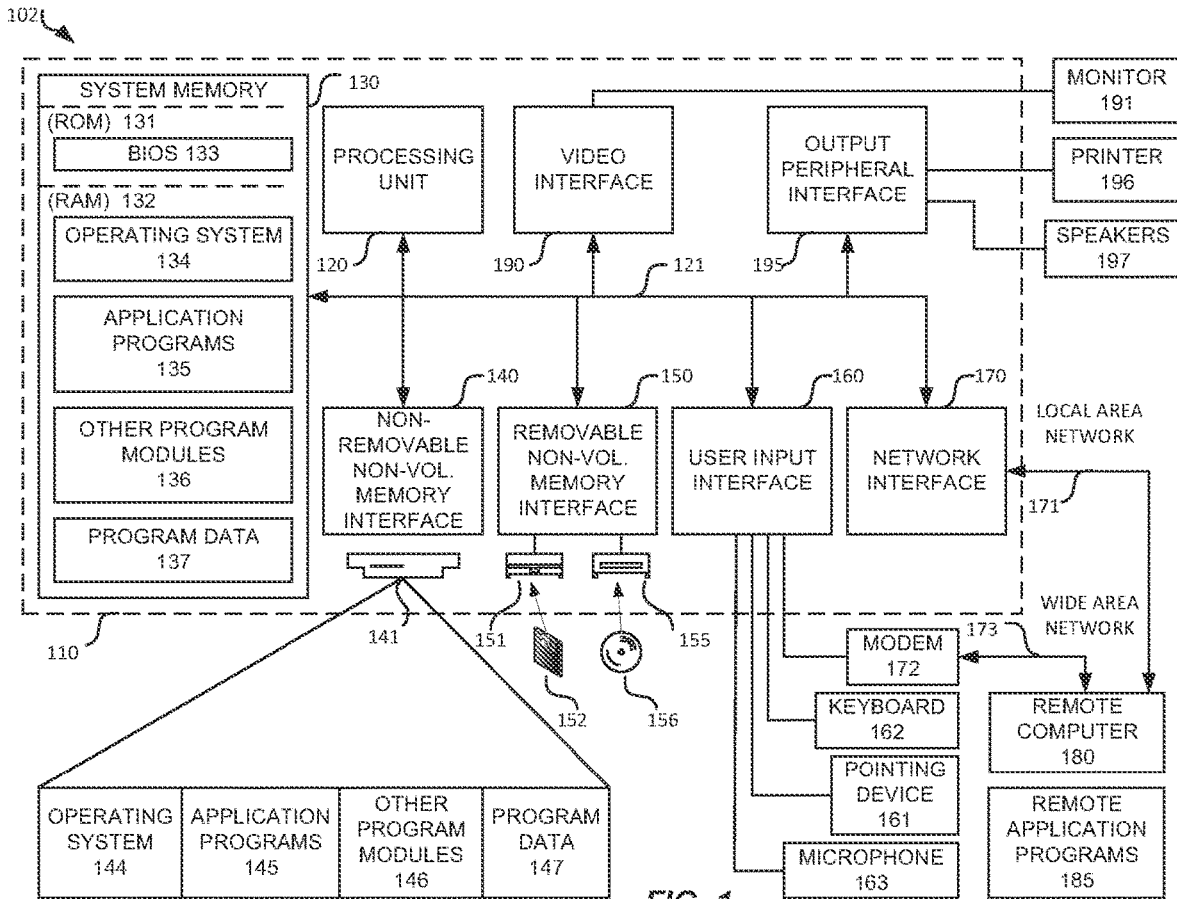 102
SYSTEM MEMORY
(ROM) 131
BIOS 133
(RAM) 132
OPERATING SYSTEM
134
APPLICATION
PROGRAMS
135
OTHER PROGRAM
MODULES
136
PROGRAM DATA
137
130
PROCESSING
UNIT
120
VIDEO
INTERFACE
190
121
OUTPUT
PERIPHERAL
INTERFACE
195
MONITOR
191
PRINTER
196
SPEAKERS
197
140
NON-
REMOVABLE
NON-VOL.
MEMORY
INTERFACE
150
REMOVABLE
NON-VOL.
MEMORY
INTERFACE
160
USER INPUT
INTERFACE
170
NETWORK
INTERFACE
LOCAL AREA
NETWORK
171
110
141
151
152
155
156
WIDE AREA
NETWORK
173
MODEM
172
KEYBOARD
162
POINTING
DEVICE
161
MICROPHONE
163
REMOTE
COMPUTER
180
REMOTE
APPLICATION
PROGRAMS
185
OPERATING
SYSTEM
144
APPLICATION
PROGRAMS
145
OTHER
PROGRAM
MODULES
146
PROGRAM
DATA
147
FIG. 1